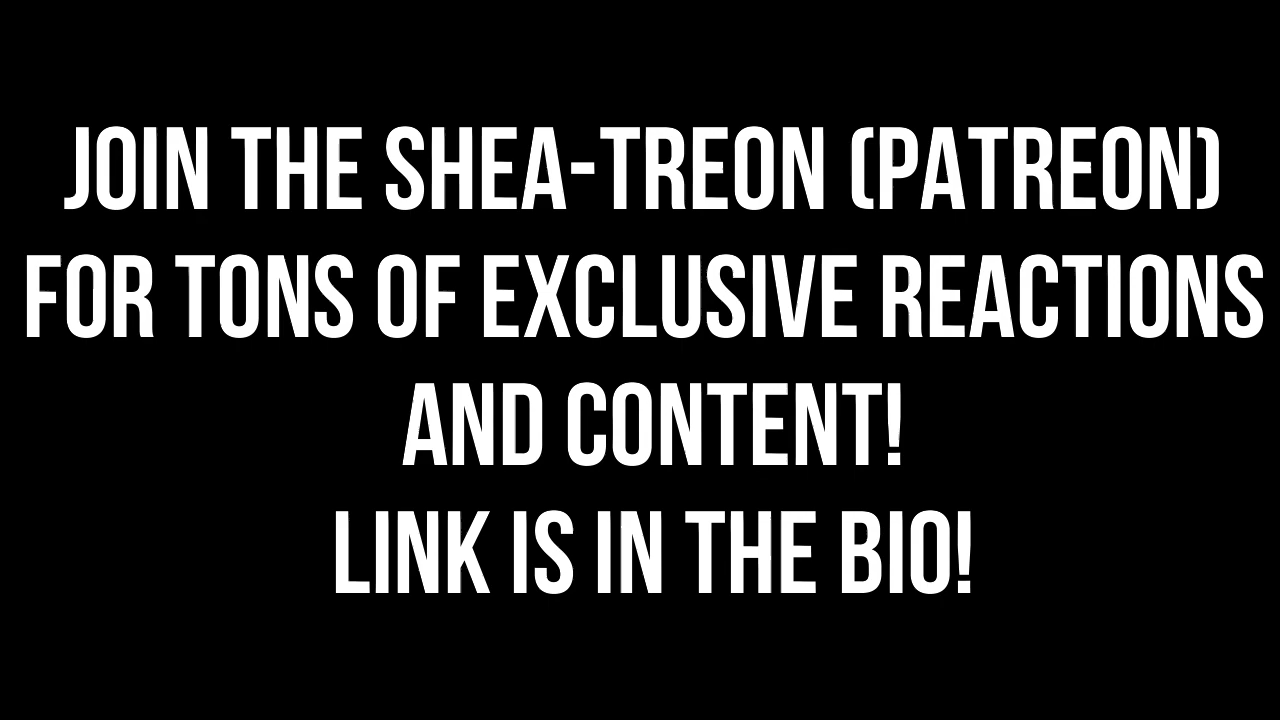 JOIN THE SHEA-TREON (PATREON)
FOR TONS OF EXCLUSIVE REACTIONS
AND CONTENT!
LINK IS IN THE BIO!